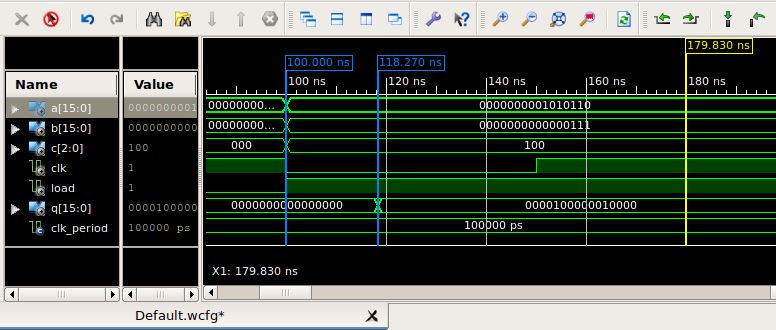 179.830 ns
100.000 ns 118.270 ns
Name Value
100 ns 120 ns 140 ns 160 ns 180 ns
a[15:0] 0000000001 00000000... 0000000001010110
b[15:0] 0000000000 00000000... 0000000000000111
c[2:0] 100 000 100
clk 1
load 1
q[15:0] 0000100000 0000000000000000 0000100000010000
clk_period 100000 ps 100000 ps
X1: 179.830 ns
Default.wcfg*